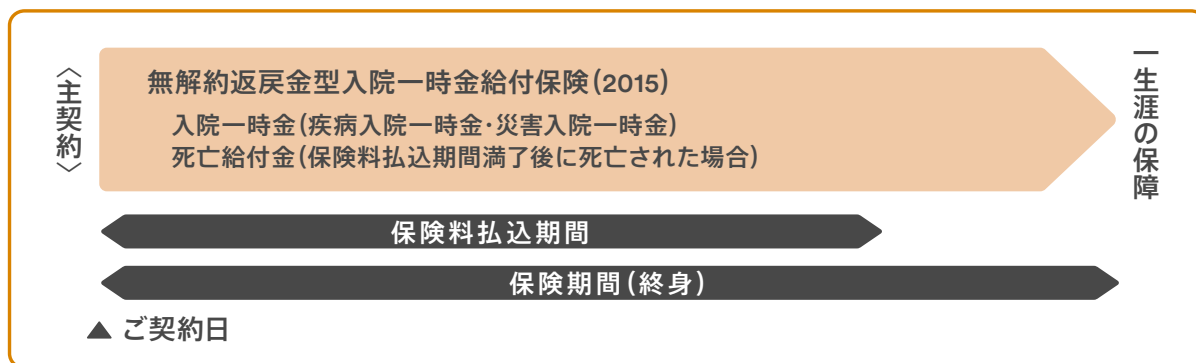 〈主契約〉
無解約返戻金型入院一時金給付保険(2015)
入院一時金(疾病入院一時金・災害入院一時金)
死亡給付金(保険料払込期間満了後に死亡された場合)
一生涯の保障
保険料払込期間
保険期間(終身)
▲ ご契約日